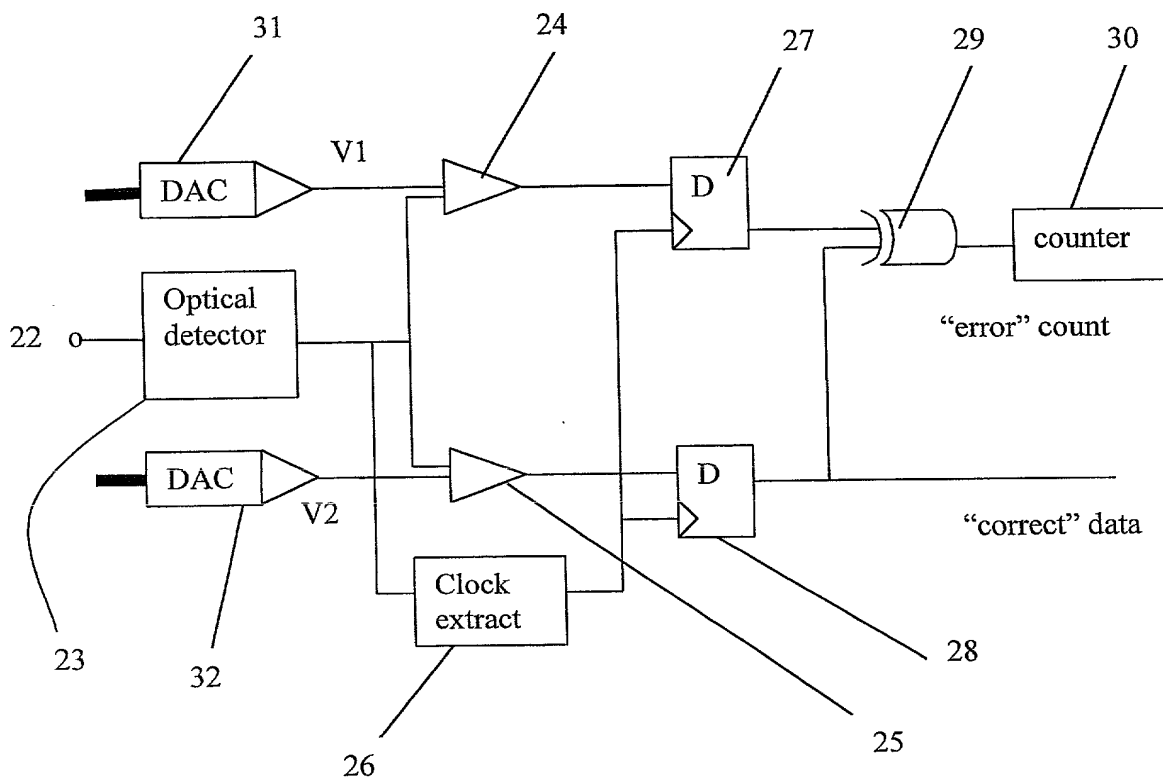 31
24
27
29
30
V1
DAC
D
counter
Optical
detector
22
"error" count
DAC
D
V2
"correct" data
Clock
extract
23
32
28
26
25